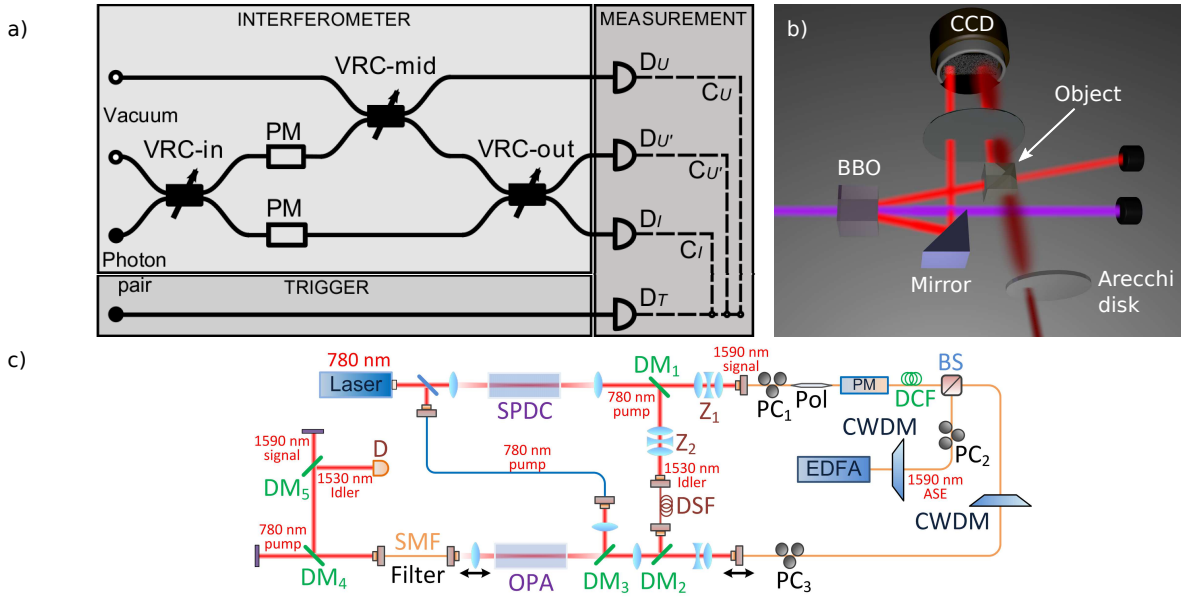 a)
INTERFEROMETER
MEASUREMENT
VRC-mid
DU
CU
Vacuum
PM
VRC-in
VRC-out
DU'
CU'
PM
DI
CI
Photon
pair
TRIGGER
DT
b)
CCD
Object
BBO
Mirror
Arecchi
disk
c)
780 nm
Laser
SPDC
DM1
780 nm
pump
Z1
1590 nm
signal
PC1
Pol
PM
DCF
BS
CWDM
PC2
EDFA
1590 nm
ASE
CWDM
Z2
1530 nm
Idler
DSF
780 nm
pump
1590 nm
signal
D
1530 nm
Idler
DM5
780 nm
pump
DM4
SMF
Filter
OPA
DM3
DM2
PC3